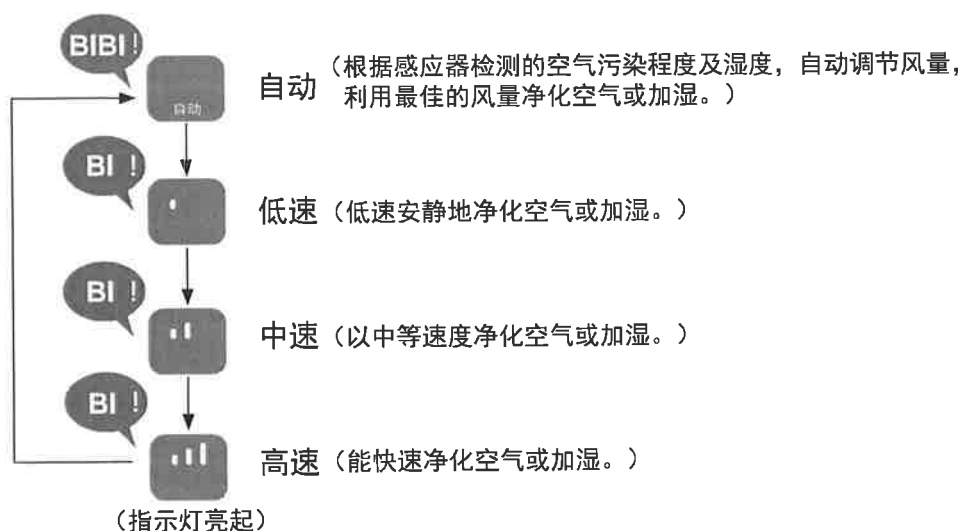 BIBI!
自动
自动(根据感应器检测的空气污染程度及湿度，自动调节风量，
利用最佳的风量净化空气或加湿。)
BI!
低速(低速安静地净化空气或加湿。)
BI!
中速(以中等速度净化空气或加湿。)
BI!
高速(能快速净化空气或加湿。)
(指示灯亮起)